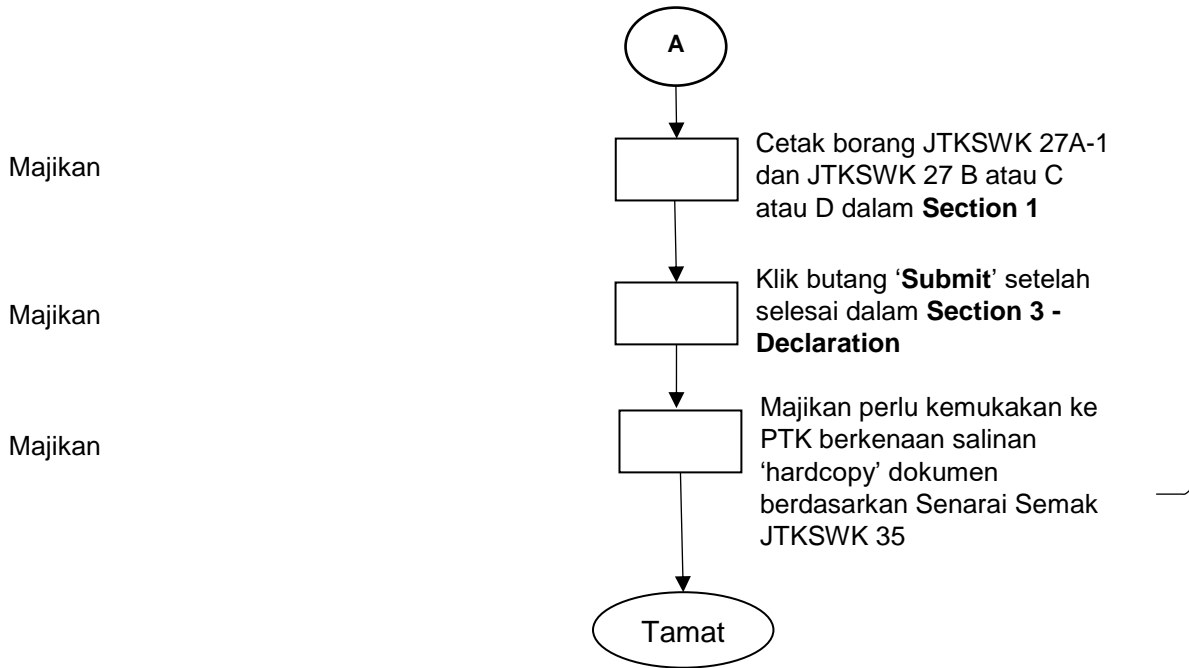 A
Majikan
Cetak borang JTKSWK 27A-1
dan JTKSWK 27 B atau C
atau D dalam Section 1
Majikan
Klik butang ‘Submit’ setelah
selesai dalam Section 3 -
Declaration
Majikan
Majikan perlu kemukakan ke
PTK berkenaan salinan
‘hardcopy’ dokumen
berdasarkan Senarai Semak
JTKSWK 35
Tamat